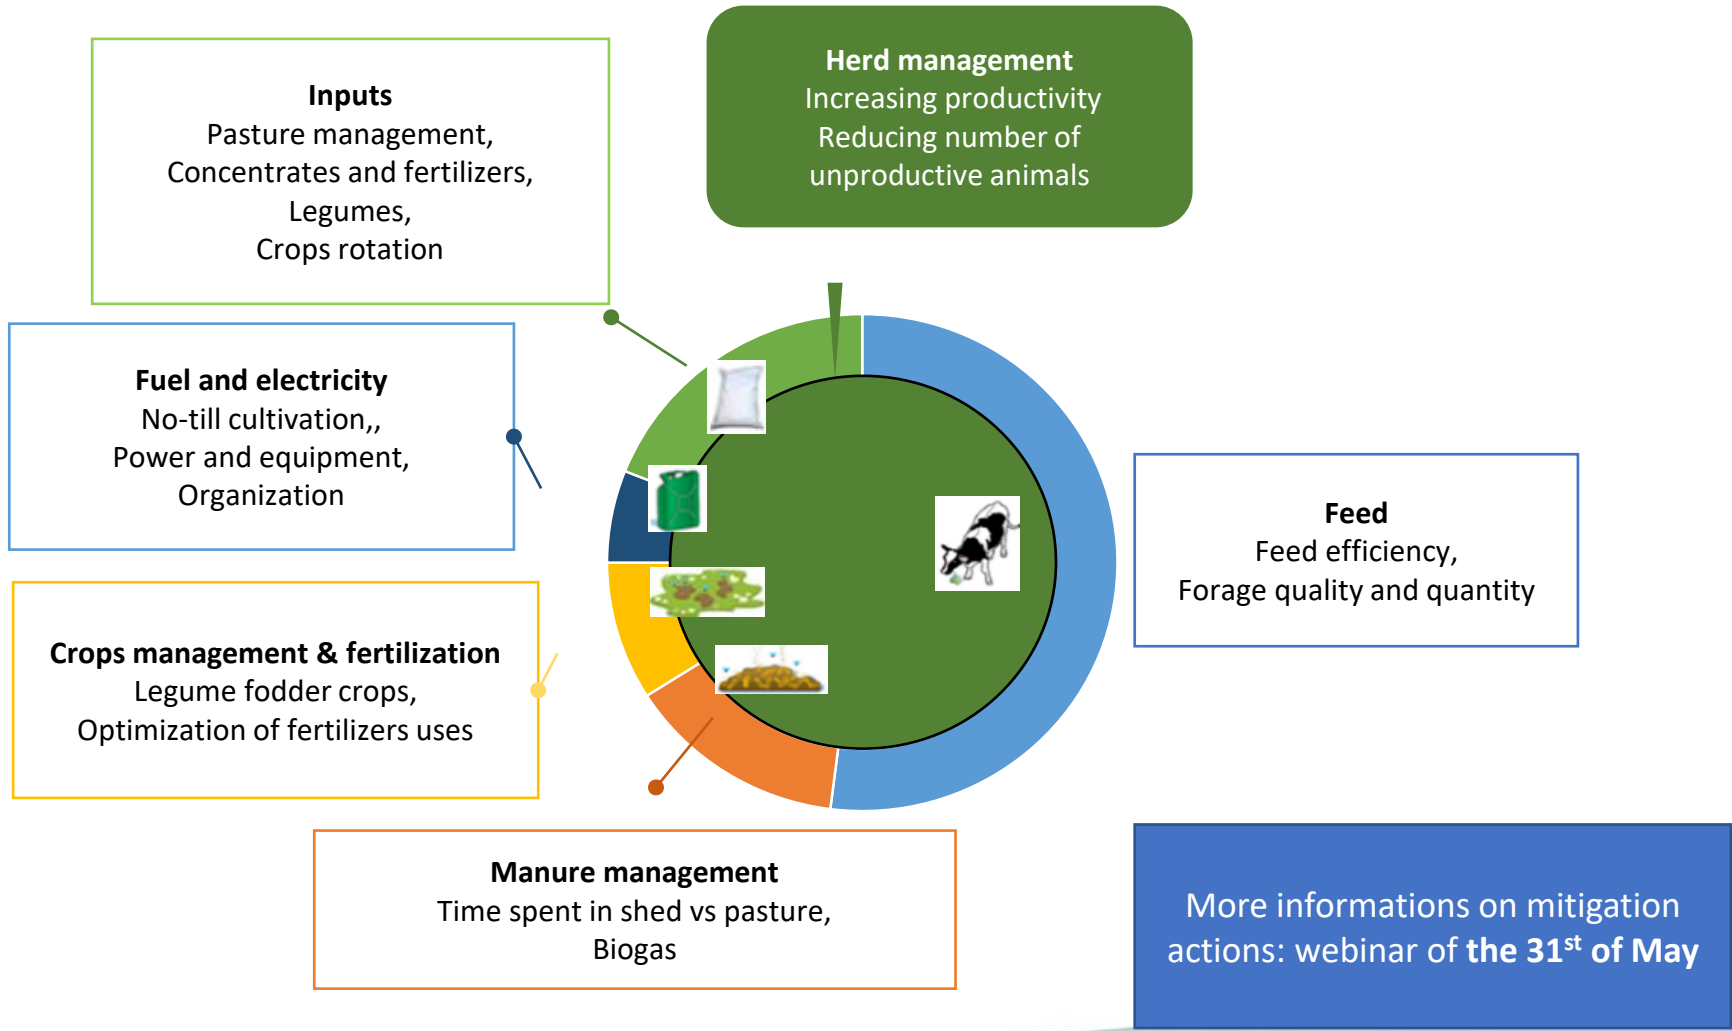 Herd management
Increasing productivity
Reducing number of
unproductive animals
Inputs
Pasture management,
Concentrates and fertilizers,
Legumes,
Crops rotation
Fuel and electricity
No-till cultivation,,
Power and equipment,
Organization
Feed
Feed efficiency,
Forage quality and quantity
Crops management & fertilization
Legume fodder crops,
Optimization of fertilizers uses
Manure management
Time spent in shed vs pasture,
Biogas
More informations on mitigation
actions: webinar of the 31st of May